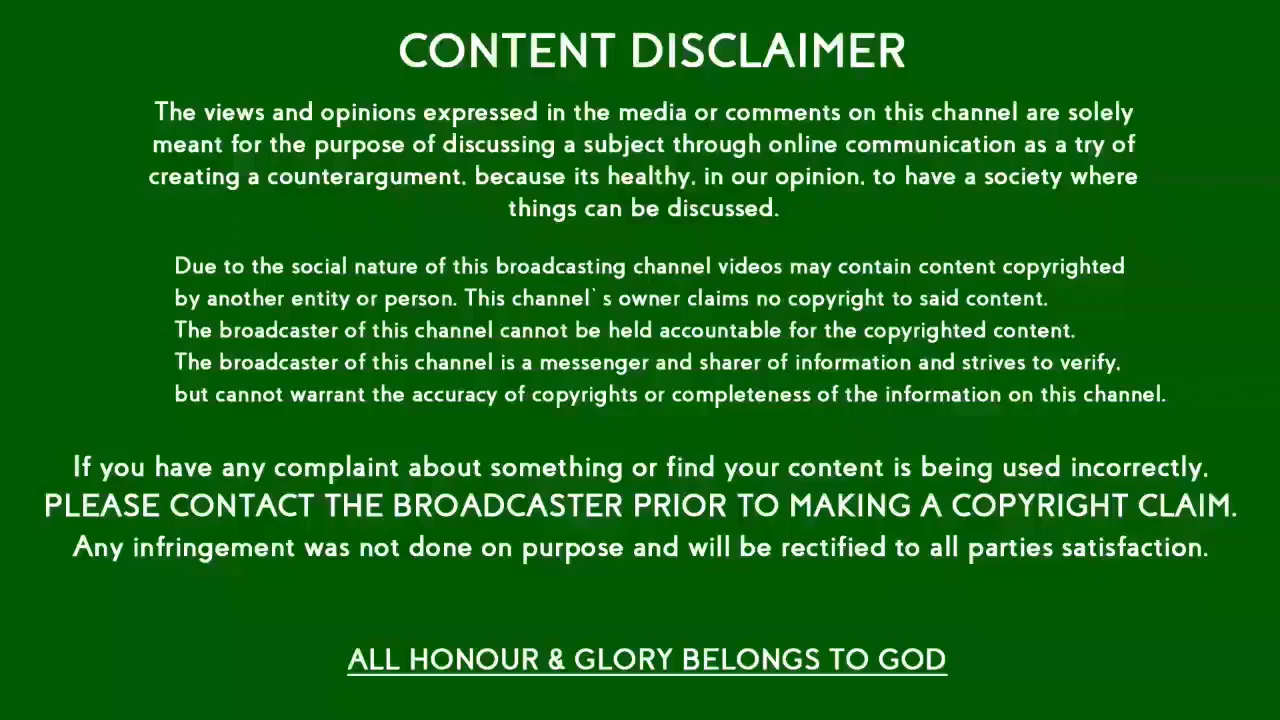 CONTENT DISCLAIMER
The views and opinions expressed in the media or comments on this channel are solely
meant for the purpose of discussing a subject through online communication as a try of
creating a counterargument, because its healthy, in our opinion, to have a society where
things can be discussed.
Due to the social nature of this broadcasting channel videos may contain content copyrighted
by another entity or person. This channel`s owner claims no copyright to said content.
The broadcaster of this channel cannot be held accountable for the copyrighted content.
The broadcaster of this channel is a messenger and sharer of information and strives to verify,
but cannot warrant the accuracy of copyrights or completeness of the information on this channel.
If you have any complaint about something or find your content is being used incorrectly,
PLEASE CONTACT THE BROADCASTER PRIOR TO MAKING A COPYRIGHT CLAIM.
Any infringement was not done on purpose and will be rectified to all parties satisfaction.
ALL HONOUR & GLORY BELONGS TO GOD